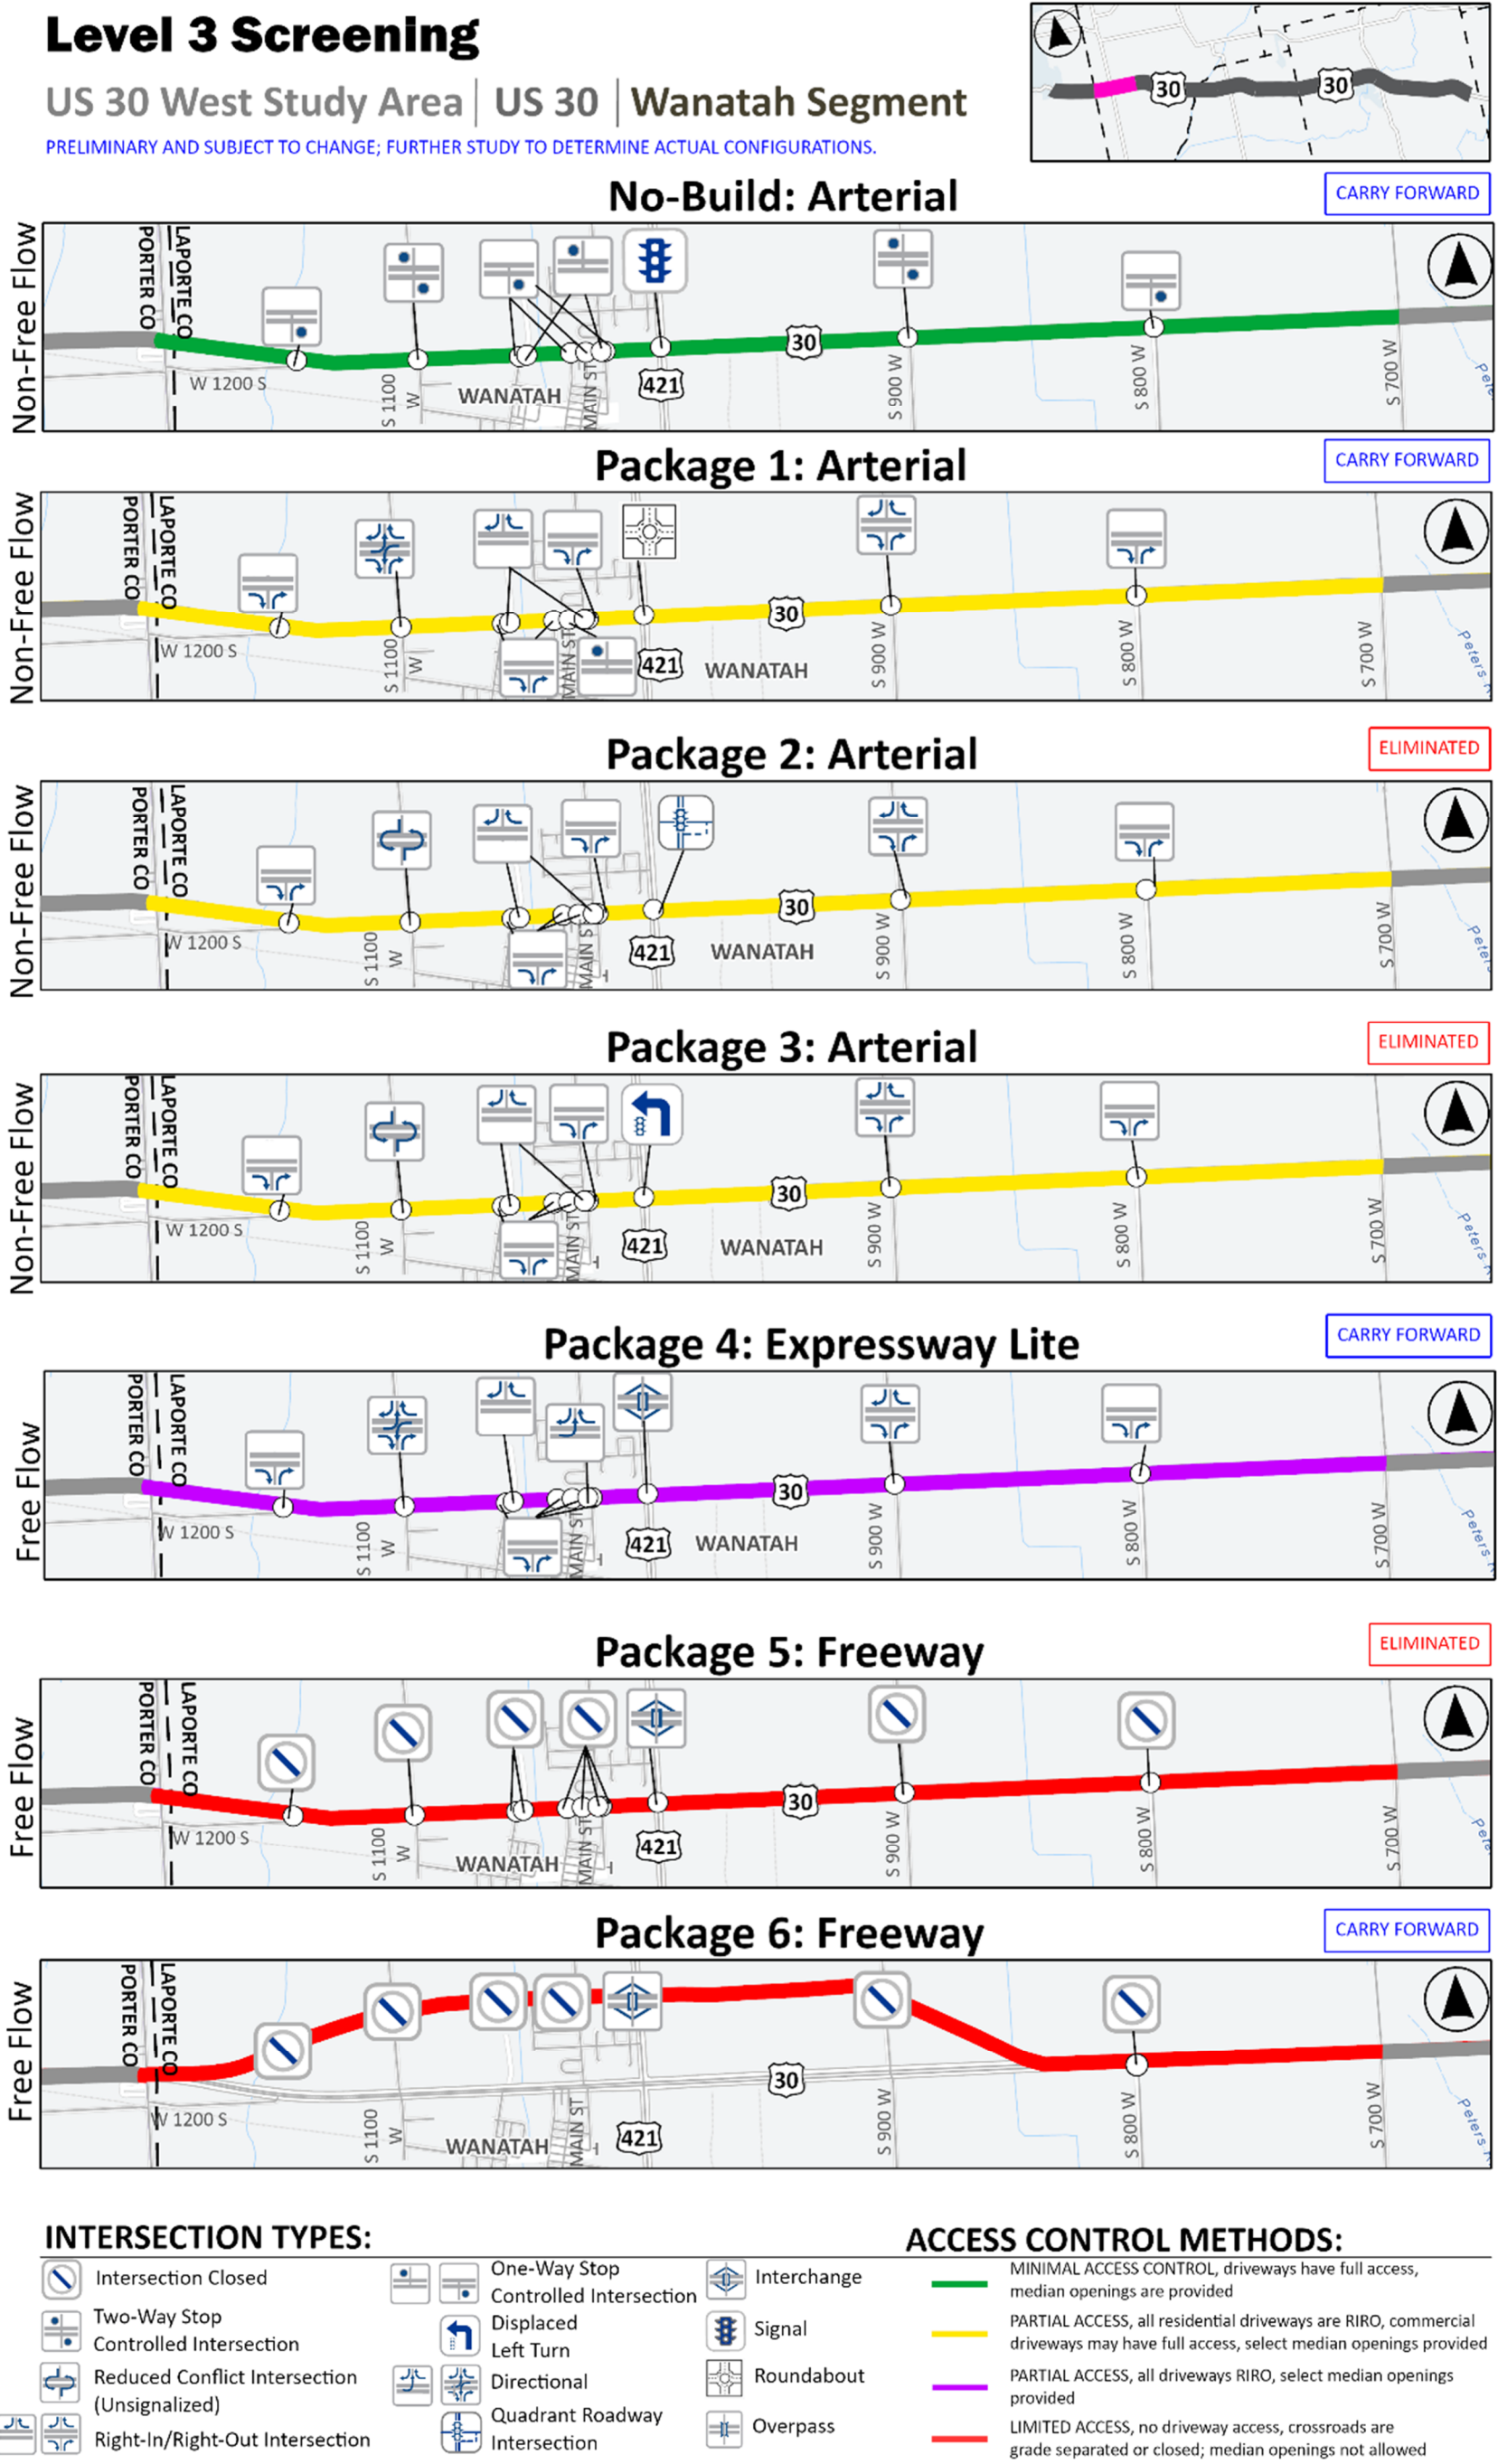 Level 3 Screening
US 30 West Study Area | US 30 | Wanatah Segment
PRELIMINARY AND SUBJECT TO CHANGE; FURTHER STUDY TO DETERMINE ACTUAL CONFIGURATIONS.
30
30
No-Build: Arterial
CARRY FORWARD
Non-Free Flow
PORTER CO
LAPORTE CO
W 1200 S
S 1100 W
WANATAH
MAIN ST
421
30
S 900 W
S 800 W
S 700 W
Package 1: Arterial
CARRY FORWARD
Non-Free Flow
PORTER CO
LAPORTE CO
W 1200 S
S 1100 W
MAIN ST
421
WANATAH
30
S 900 W
S 800 W
S 700 W
Peters
Package 2: Arterial
ELIMINATED
Non-Free Flow
PORTER CO
LAPORTE CO
W 1200 S
S 1100 W
MAIN S
421
WANATAH
30
S 900 W
S 800 W
S 700 W
Peters
Package 3: Arterial
ELIMINATED
Non-Free Flow
PORTER CO
LAPORTE CO
W 1200 S
S 1100 W
MAIN ST
421
WANATAH
30
S 900 W
S 800 W
S 700 W
Peters
Package 4: Expressway Lite
CARRY FORWARD
Free Flow
PORTER CO
LAPORTE CO
W 1200 S
S 1100 W
MAIN ST
421
WANATAH
30
S 900 W
S 800 W
S 700 W
Peters
Package 5: Freeway
ELIMINATED
Free Flow
PORTER CO
LAPORTE CO
W 1200 S
S 1100 W
WANATAH
MAIN ST
421
30
S 900 W
S 800 W
S 700 W
Package 6: Freeway
CARRY FORWARD
Free Flow
PORTER CO
LAPORTE CO
W 1200 S
S 1100 W
WANATAH
MAIN ST
421
30
S 900 W
S 800 W
S 700 W
Peters
INTERSECTION TYPES:
Intersection Closed
Two-Way Stop
Controlled Intersection
Reduced Conflict Intersection
(Unsignalized)
Right-In/Right-Out Intersection
One-Way Stop
Controlled Intersection
Displaced
Left Turn
Directional
Quadrant Roadway
Intersection
Interchange
Signal
Roundabout
Overpass
ACCESS CONTROL METHODS:
MINIMAL ACCESS CONTROL, driveways have full access,
median openings are provided
PARTIAL ACCESS, all residential driveways are RIRO, commercial
driveways may have full access, select median openings provided
PARTIAL ACCESS, all driveways RIRO, select median openings
provided
LIMITED ACCESS, no driveway access, crossroads are
grade separated or closed; median openings not allowed